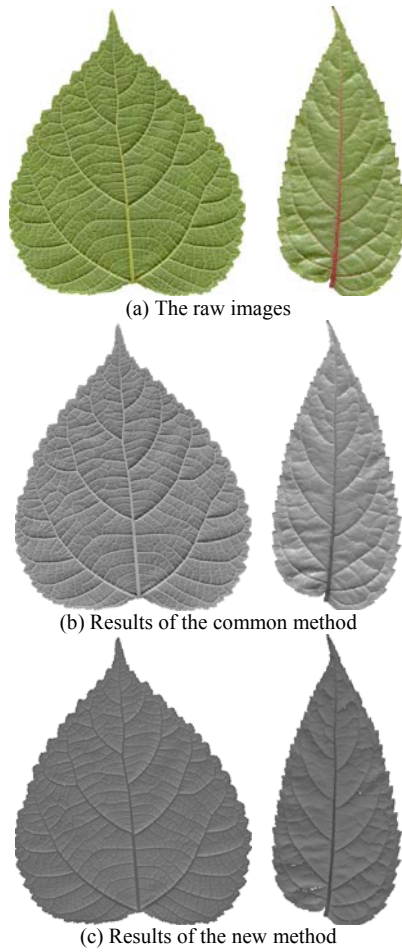 (a) The raw images
(b) Results of the common method
(c) Results of the new method